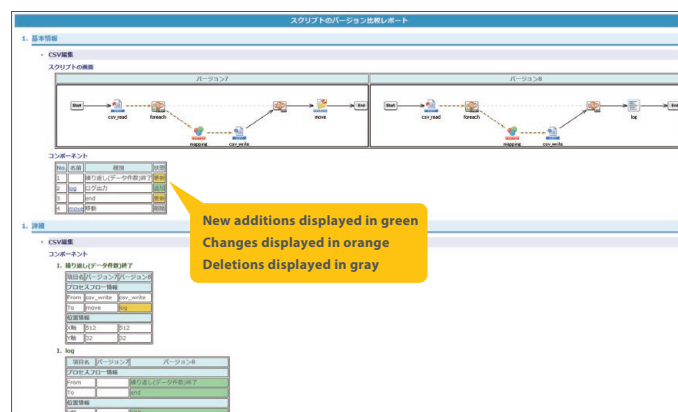 スクリプトのバージョン比較レポート
1. 基本情報
CSV編集
スクリプトの画面
バージョン7 バージョン8
Start csv_read foreach mapping csv_write move End
Start csv_read foreach mapping csv_write log End
コンポーネント
No. 名前 種別 状態
1 繰り返し(データ件数)終了 更新
2 log ログ出力 追加
3 end 更新
4 move 移動 削除
New additions displayed in green
Changes displayed in orange
Deletions displayed in gray
1. 詳細
CSV編集
コンポーネント
1. 繰り返し(データ件数)終了
項目名 バージョン7 バージョン8
プロセスフロー情報
From csv_write csv_write
To move log
位置情報
X軸 512 512
Y軸 32 32
1. log
項目名 バージョン7 バージョン8
プロセスフロー情報
From 繰り返し(データ件数)終了
To end
位置情報